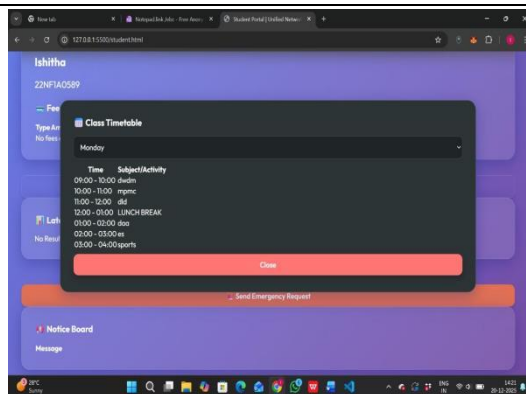 New tab
Notepad.link Jobs - free Anony
Student Portal | Unified Networ
127.0.0.1:5500/student.html
Ishitha
22NF1A0589
Fee
Type Am
No fees
Class Timetable
Monday
Time Subject/Activity
09:00 - 10:00 dwdm
10:00 - 11:00 mpmc
11:00 - 12:00 dld
12:00 - 01:00 LUNCH BREAK
01:00 - 02:00 daa
02:00 - 03:00 es
03:00 - 04:00 sports
Close
Late
No Resul
Send Emergency Request
Notice Board
Message
28°C
Sunny
ENG
IN
14:21
20-12-2025